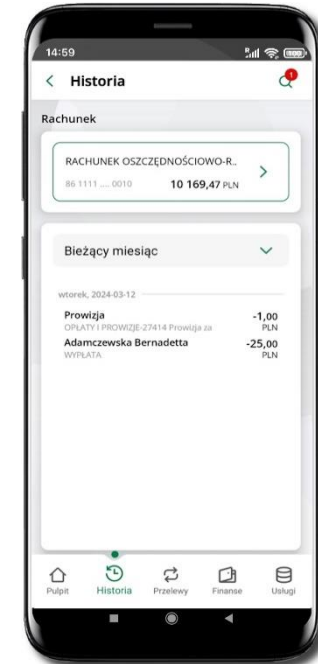 14:59
Historia
1
Rachunek
RACHUNEK OSZCZĘDNOŚCIOWO-R..
86 1111 .... 0010 10 169,47 PLN
Bieżący miesiąc
wtorek, 2024-03-12
Prowizja -1,00
OPŁATY I PROWIZJE-27414 Prowizja za PLN
Adamczewska Bernadetta -25,00
WYPŁATA PLN
Pulpit Historia Przelewy Finanse Usługi